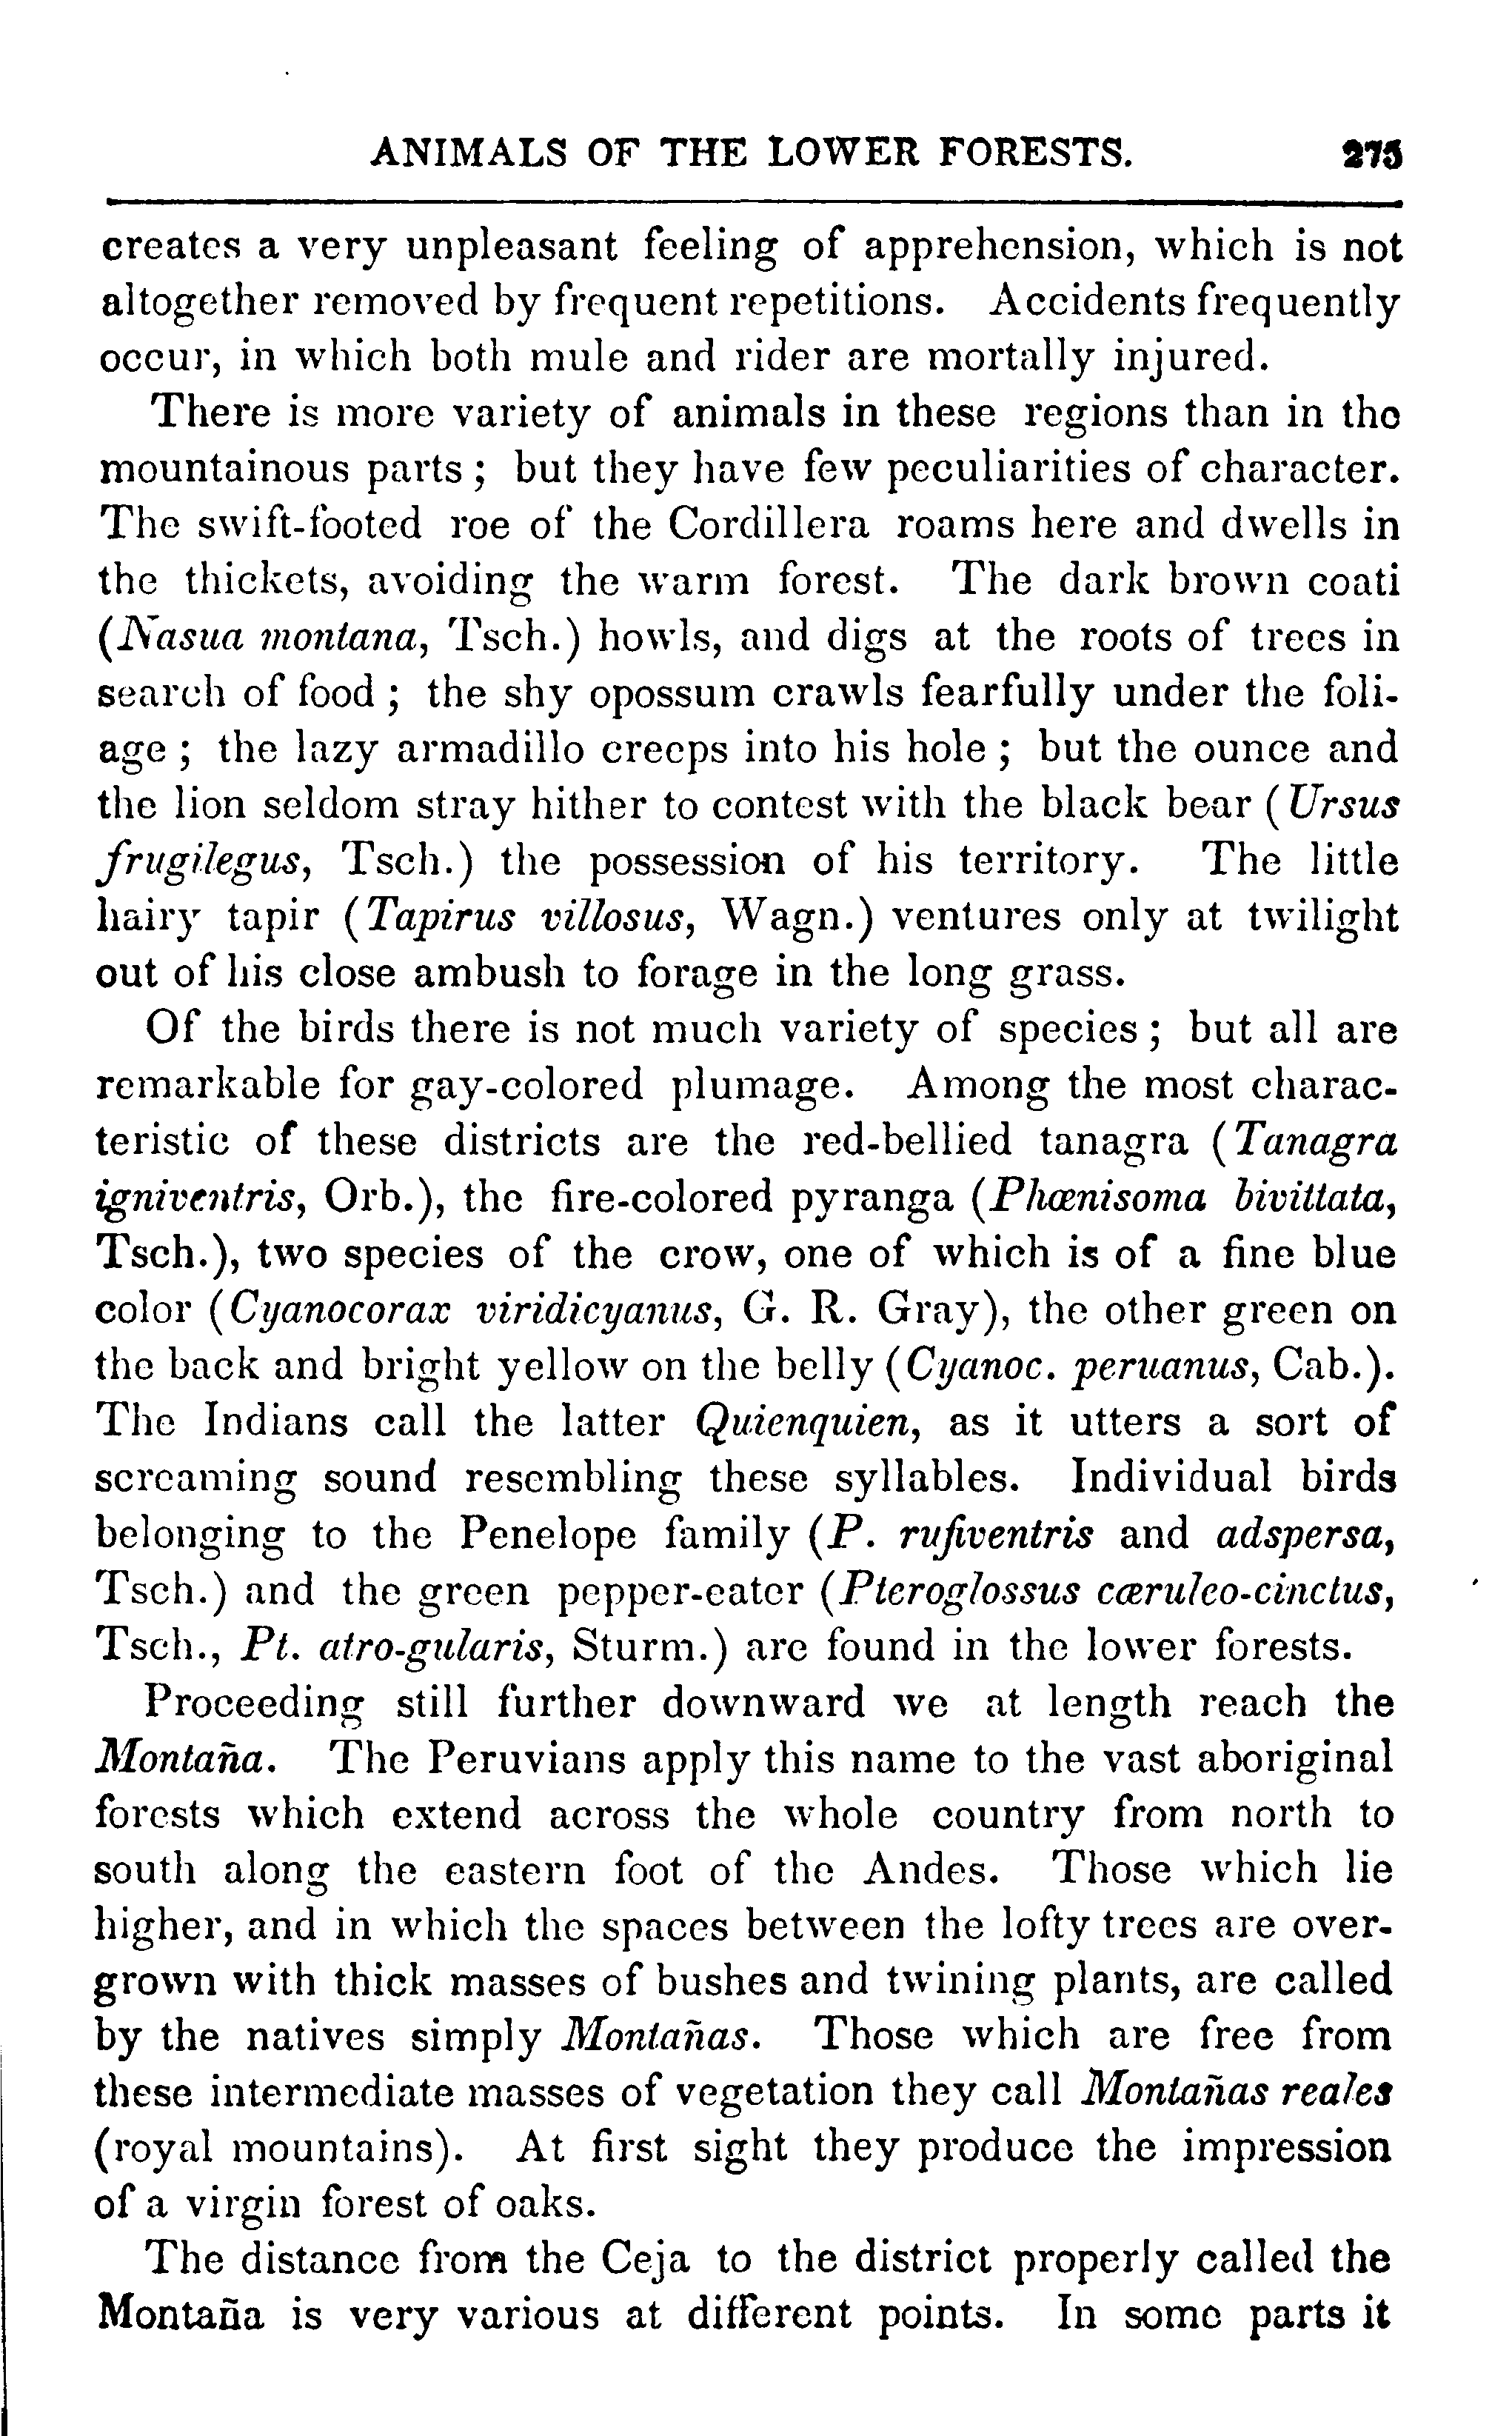 ANIMALS OF THE LOWER FORESTS. 275
creates a very unpleasant feeling of apprehension, which is not
altogether removed by frequent repetitions. Accidents frequently
occur, in which both mule and rider are mortally injured.
There is more variety of animals in these regions than in the
mountainous parts ; but they have few peculiarities of character.
The swift-footed roe of the Cordillera roams here and dwells in
the thickets, avoiding the warm forest. The dark brown coati
(Nasua montana, Tsch.) howls, and digs at the roots of trees in
search of food ; the shy opossum crawls fearfully under the foli-
age ; the lazy armadillo creeps into his hole ; but the ounce and
the lion seldom stray hither to contest with the black bear (Ursus
frugilegus, Tsch.) the possession of his territory. The little
hairy tapir (Tapirus villosus, Wagn.) ventures only at twilight
out of his close ambush to forage in the long grass.
Of the birds there is not much variety of species ; but all are
remarkable for gay-colored plumage. Among the most charac-
teristic of these districts are the red-bellied tanagra (Tanagra
igniventris, Orb.), the fire-colored pyranga (Phœnisoma bivittata,
Tsch.), two species of the crow, one of which is of a fine blue
color (Cyanocorax viridicyanus, G. R. Gray), the other green on
the back and bright yellow on the belly (Cyanoc. peruanus, Cab.).
The Indians call the latter Quienquien, as it utters a sort of
screaming sound resembling these syllables. Individual birds
belonging to the Penelope family (P. rufiventris and adspersa,
Tsch.) and the green pepper-eater (Pteroglossus cæruleo-cinctus,
Tsch., Pt. atro-gularis, Sturm.) are found in the lower forests.
Proceeding still further downward we at length reach the
Montaña. The Peruvians apply this name to the vast aboriginal
forests which extend across the whole country from north to
south along the eastern foot of the Andes. Those which lie
higher, and in which the spaces between the lofty trees are over-
grown with thick masses of bushes and twining plants, are called
by the natives simply Montañas. Those which are free from
these intermediate masses of vegetation they call Montañas reales
(royal mountains). At first sight they produce the impression
of a virgin forest of oaks.
The distance from the Ceja to the district properly called the
Montaña is very various at different points. In some parts it